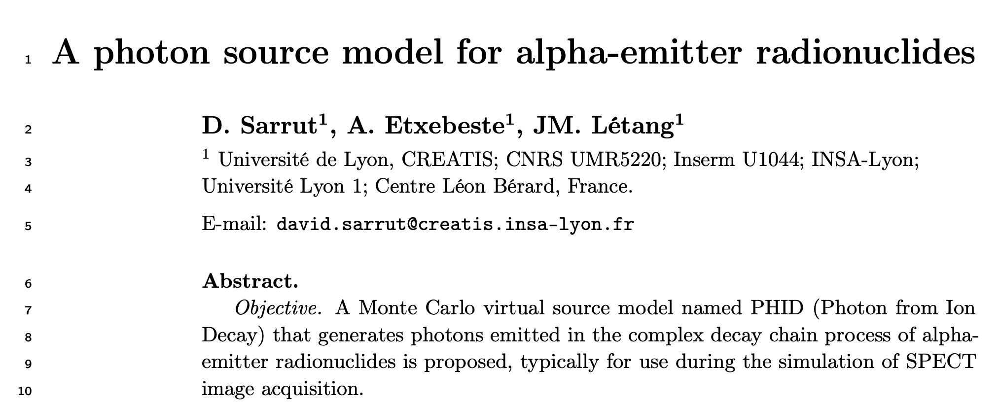 1 A photon source model for alpha-emitter radionuclides
2 D. Sarrut¹, A. Etxebeste¹, JM. Létang¹
3 ¹ Université de Lyon, CREATIS; CNRS UMR5220; Inserm U1044; INSA-Lyon;
4 Université Lyon 1; Centre Léon Bérard, France.
5 E-mail: david.sarrut@creatis.insa-lyon.fr
6 Abstract.
7 Objective. A Monte Carlo virtual source model named PHID (Photon from Ion
8 Decay) that generates photons emitted in the complex decay chain process of alpha-
9 emitter radionuclides is proposed, typically for use during the simulation of SPECT
10 image acquisition.